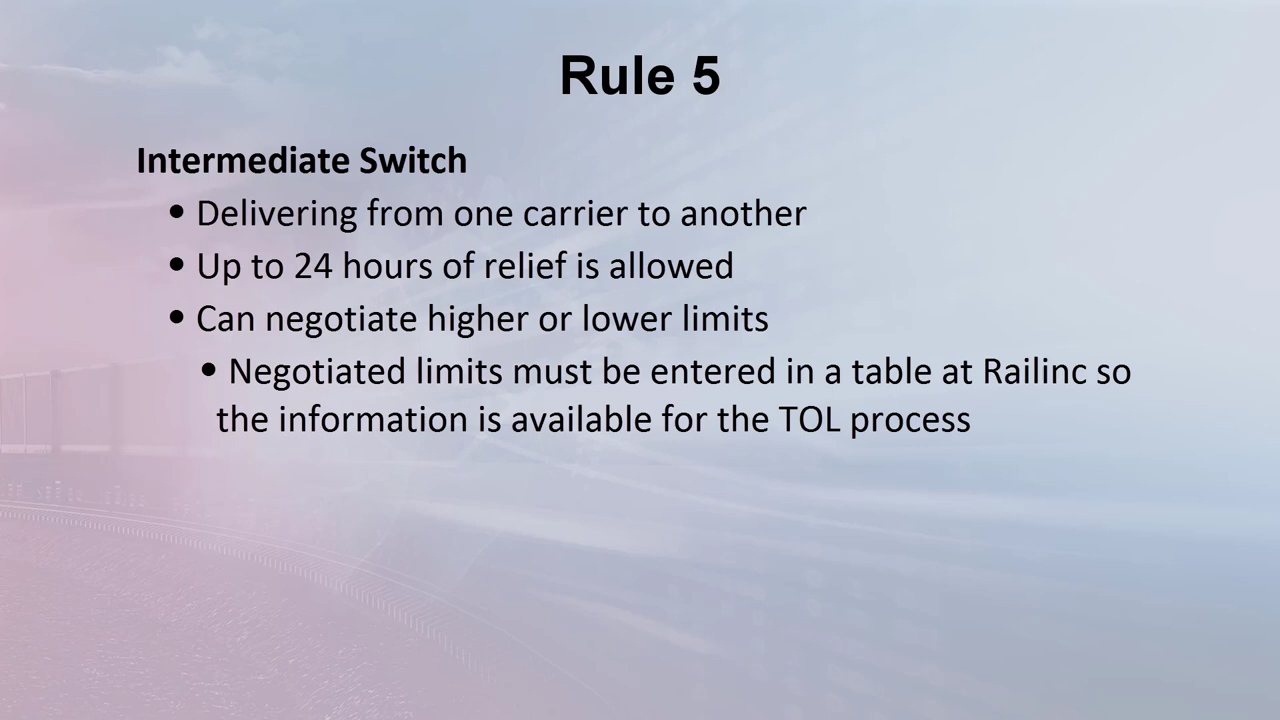 Rule 5
Intermediate Switch
• Delivering from one carrier to another
• Up to 24 hours of relief is allowed
• Can negotiate higher or lower limits
• Negotiated limits must be entered in a table at Railinc so
the information is available for the TOL process